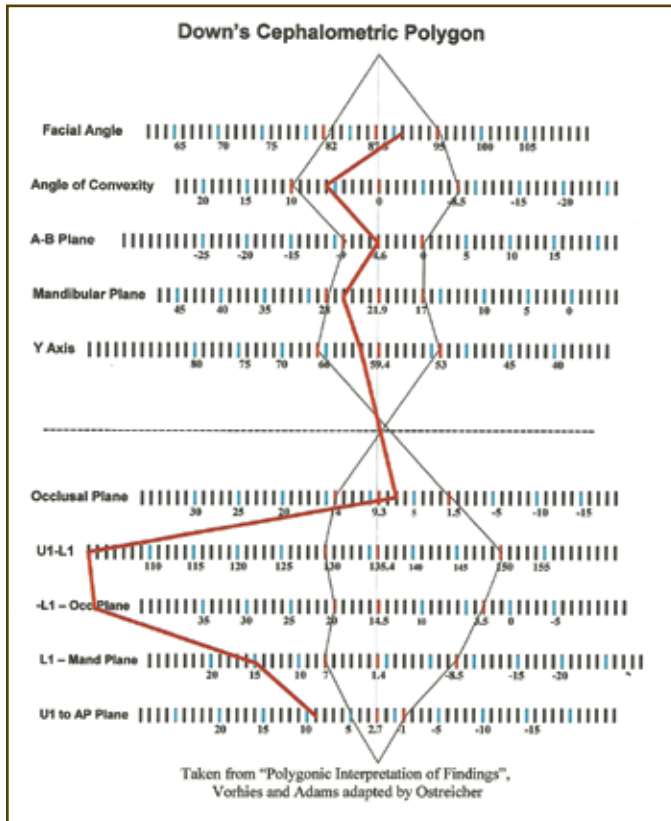 Down's Cephalometric Polygon
Facial Angle
65 70 75 82 95 100 105
Angle of Convexity
20 15 10 0 -8.5 -15 -20
A-B Plane
-25 -20 -15 -9 -4.6 0 5 10 15
Mandibular Plane
45 40 35 28 21.9 17 10 5 0
Y Axis
80 75 70 66 59.4 53 45 40
Occlusal Plane
30 25 20 14 9.3 5 1.5 -5 -10 -15
U1-L1
110 115 120 125 130 135.4 140 145 150 155
-L1 – Occ Plane
35 30 25 20 14.5 10 3.5 0 -5
L1 – Mand Plane
20 15 10 7 1.4 -8.5 -15 -20
U1 to AP Plane
20 15 10 5 2.7 -1 -5 -10 -15
Taken from "Polygonic Interpretation of Findings",
Vorhies and Adams adapted by Ostreicher